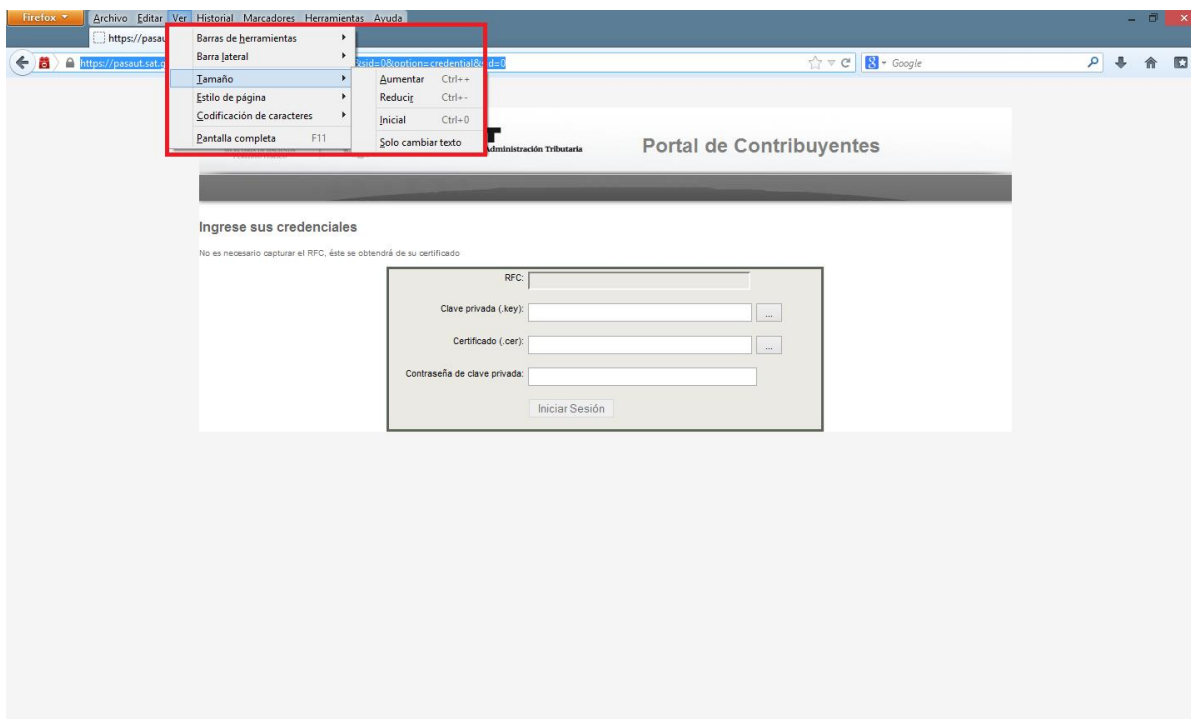 Firefox
Archivo Editar Ver Historial Marcadores Herramientas Ayuda
https://pasau
https://pasaut.sat.g
sid=0&option=credential&
d=0
Google
Barras de herramientas
Barra lateral
Tamaño
Estilo de página
Codificación de caracteres
Pantalla completa F11
Aumentar Ctrl++
Reducir Ctrl+-
Inicial Ctrl+0
Solo cambiar texto
Administración Tributaria
Portal de Contribuyentes
Ingrese sus credenciales
No es necesario capturar el RFC, éste se obtendrá de su certificado
RFC:
Clave privada (.key):
...
Certificado (.cer):
...
Contraseña de clave privada:
Iniciar Sesión